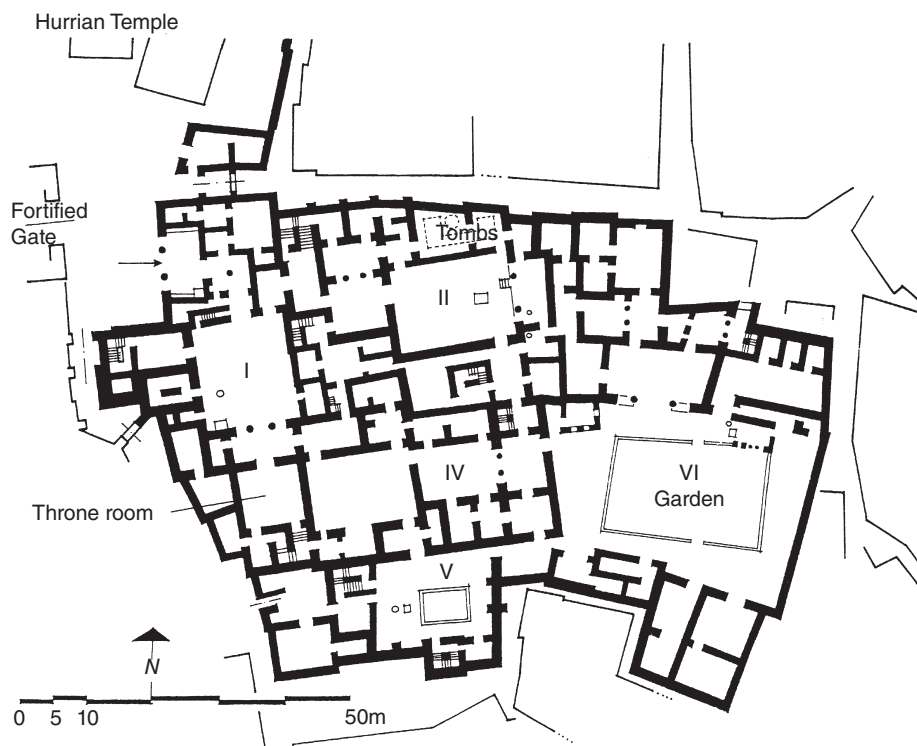 Hurrian Temple
Fortified
Gate
Tombs
II
I
IV
VI
Garden
Throne room
V
N
0 5 10 50m